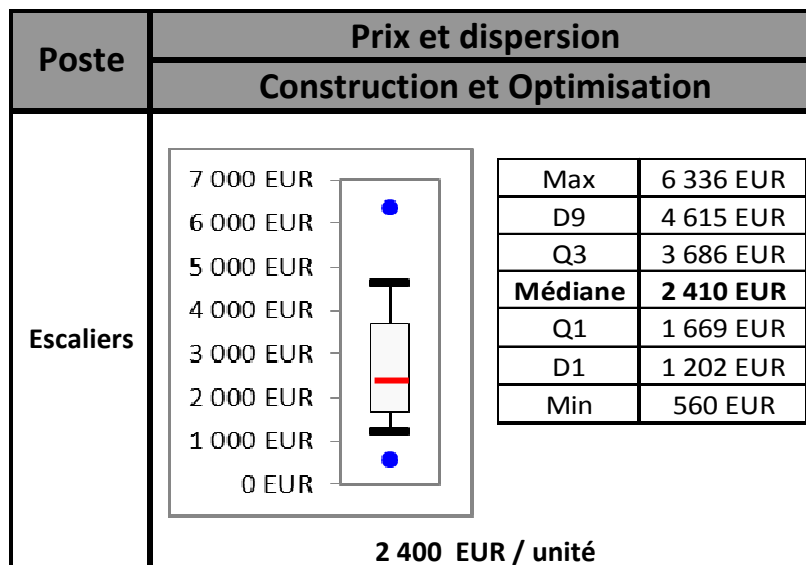 Poste
Prix et dispersion
Construction et Optimisation
Escaliers
7 000 EUR
6 000 EUR
5 000 EUR
4 000 EUR
3 000 EUR
2 000 EUR
1 000 EUR
0 EUR
Max 6 336 EUR
D9 4 615 EUR
Q3 3 686 EUR
Médiane 2 410 EUR
Q1 1 669 EUR
D1 1 202 EUR
Min 560 EUR
2 400 EUR / unité